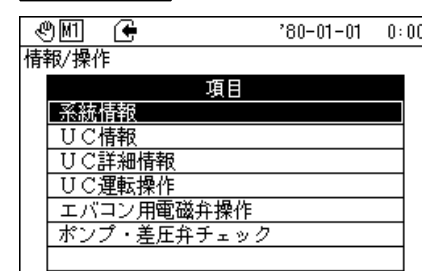 M1 '80-01-01 0:00
情報/操作
項目
系統情報
UC情報
UC詳細情報
UC運転操作
エバコン用電磁弁操作
ポンプ・差圧弁チェック